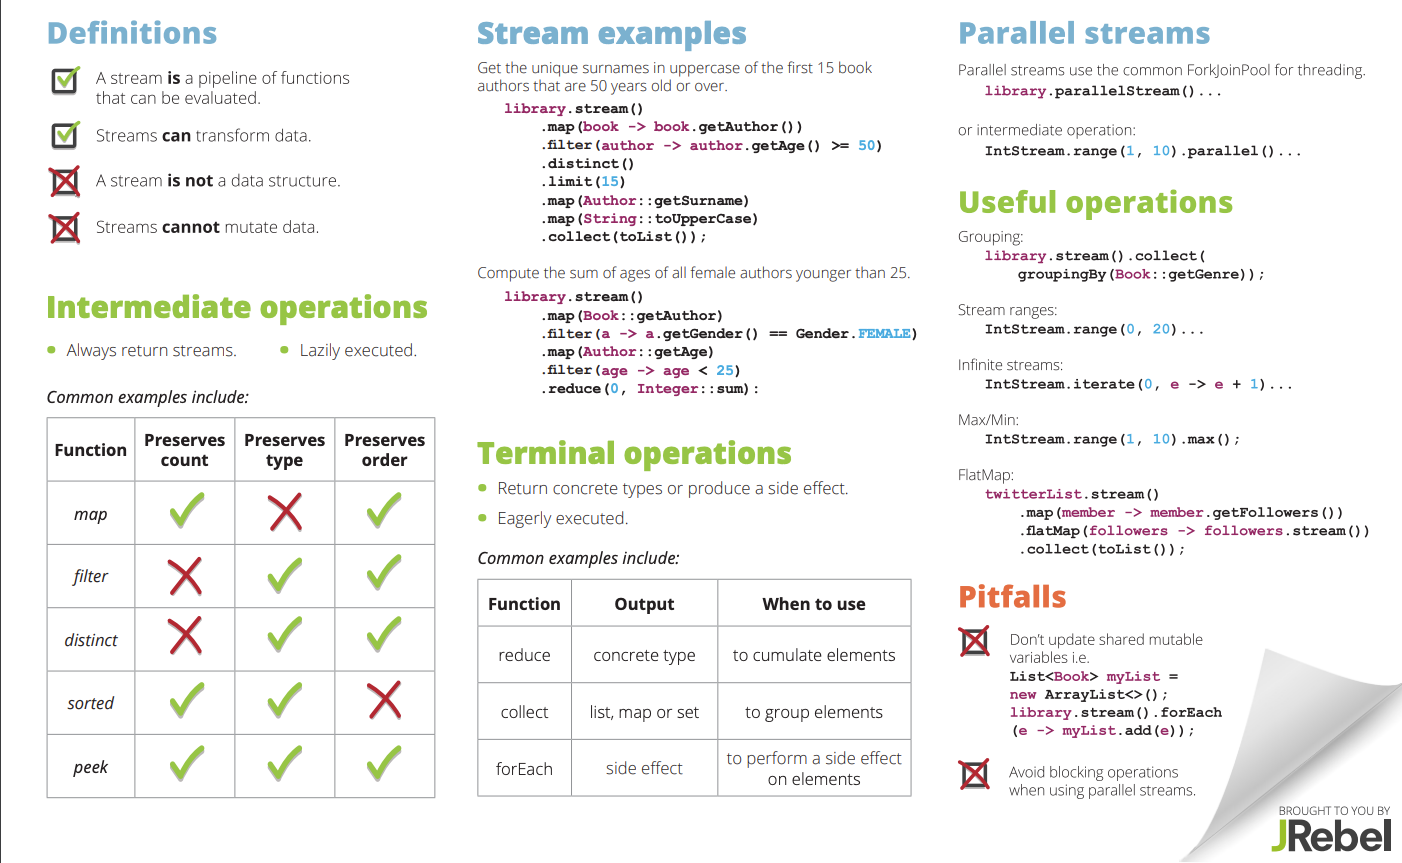 Definitions
A stream is a pipeline of functions
that can be evaluated.
Streams can transform data.
A stream is not a data structure.
Streams cannot mutate data.
Intermediate operations
Always return streams.
Lazily executed.
Common examples include:
Function Preserves count Preserves type Preserves order
map
filter
distinct
sorted
peek
Stream examples
Get the unique surnames in uppercase of the first 15 book
authors that are 50 years old or over.
library.stream()
.map(book -> book.getAuthor())
.filter(author -> author.getAge() >= 50)
.distinct()
.limit(15)
.map(Author::getSurname)
.map(String::toUpperCase)
.collect(toList());
Compute the sum of ages of all female authors younger than 25.
library.stream()
.map(Book::getAuthor)
.filter(a -> a.getGender() == Gender.FEMALE)
.map(Author::getAge)
.filter(age -> age < 25)
.reduce(0, Integer::sum):
Terminal operations
Return concrete types or produce a side effect.
Eagerly executed.
Common examples include:
Function Output When to use
reduce concrete type to cumulate elements
collect list, map or set to group elements
forEach side effect to perform a side effect
on elements
Parallel streams
Parallel streams use the common ForkJoinPool for threading.
library.parallelStream()...
or intermediate operation:
IntStream.range(1, 10).parallel()...
Useful operations
Grouping:
library.stream().collect(
groupingBy(Book::getGenre));
Stream ranges:
IntStream.range(0, 20)...
Infinite streams:
IntStream.iterate(0, e -> e + 1)...
Max/Min:
IntStream.range(1, 10).max();
FlatMap:
twitterList.stream()
.map(member -> member.getFollowers())
.flatMap(followers -> followers.stream())
.collect(toList());
Pitfalls
Don't update shared mutable
variables i.e.
List<Book> myList =
new ArrayList<>();
library.stream().forEach
(e -> myList.add(e));
Avoid blocking operations
when using parallel streams.
BROUGHT TO YOU BY
JRebel